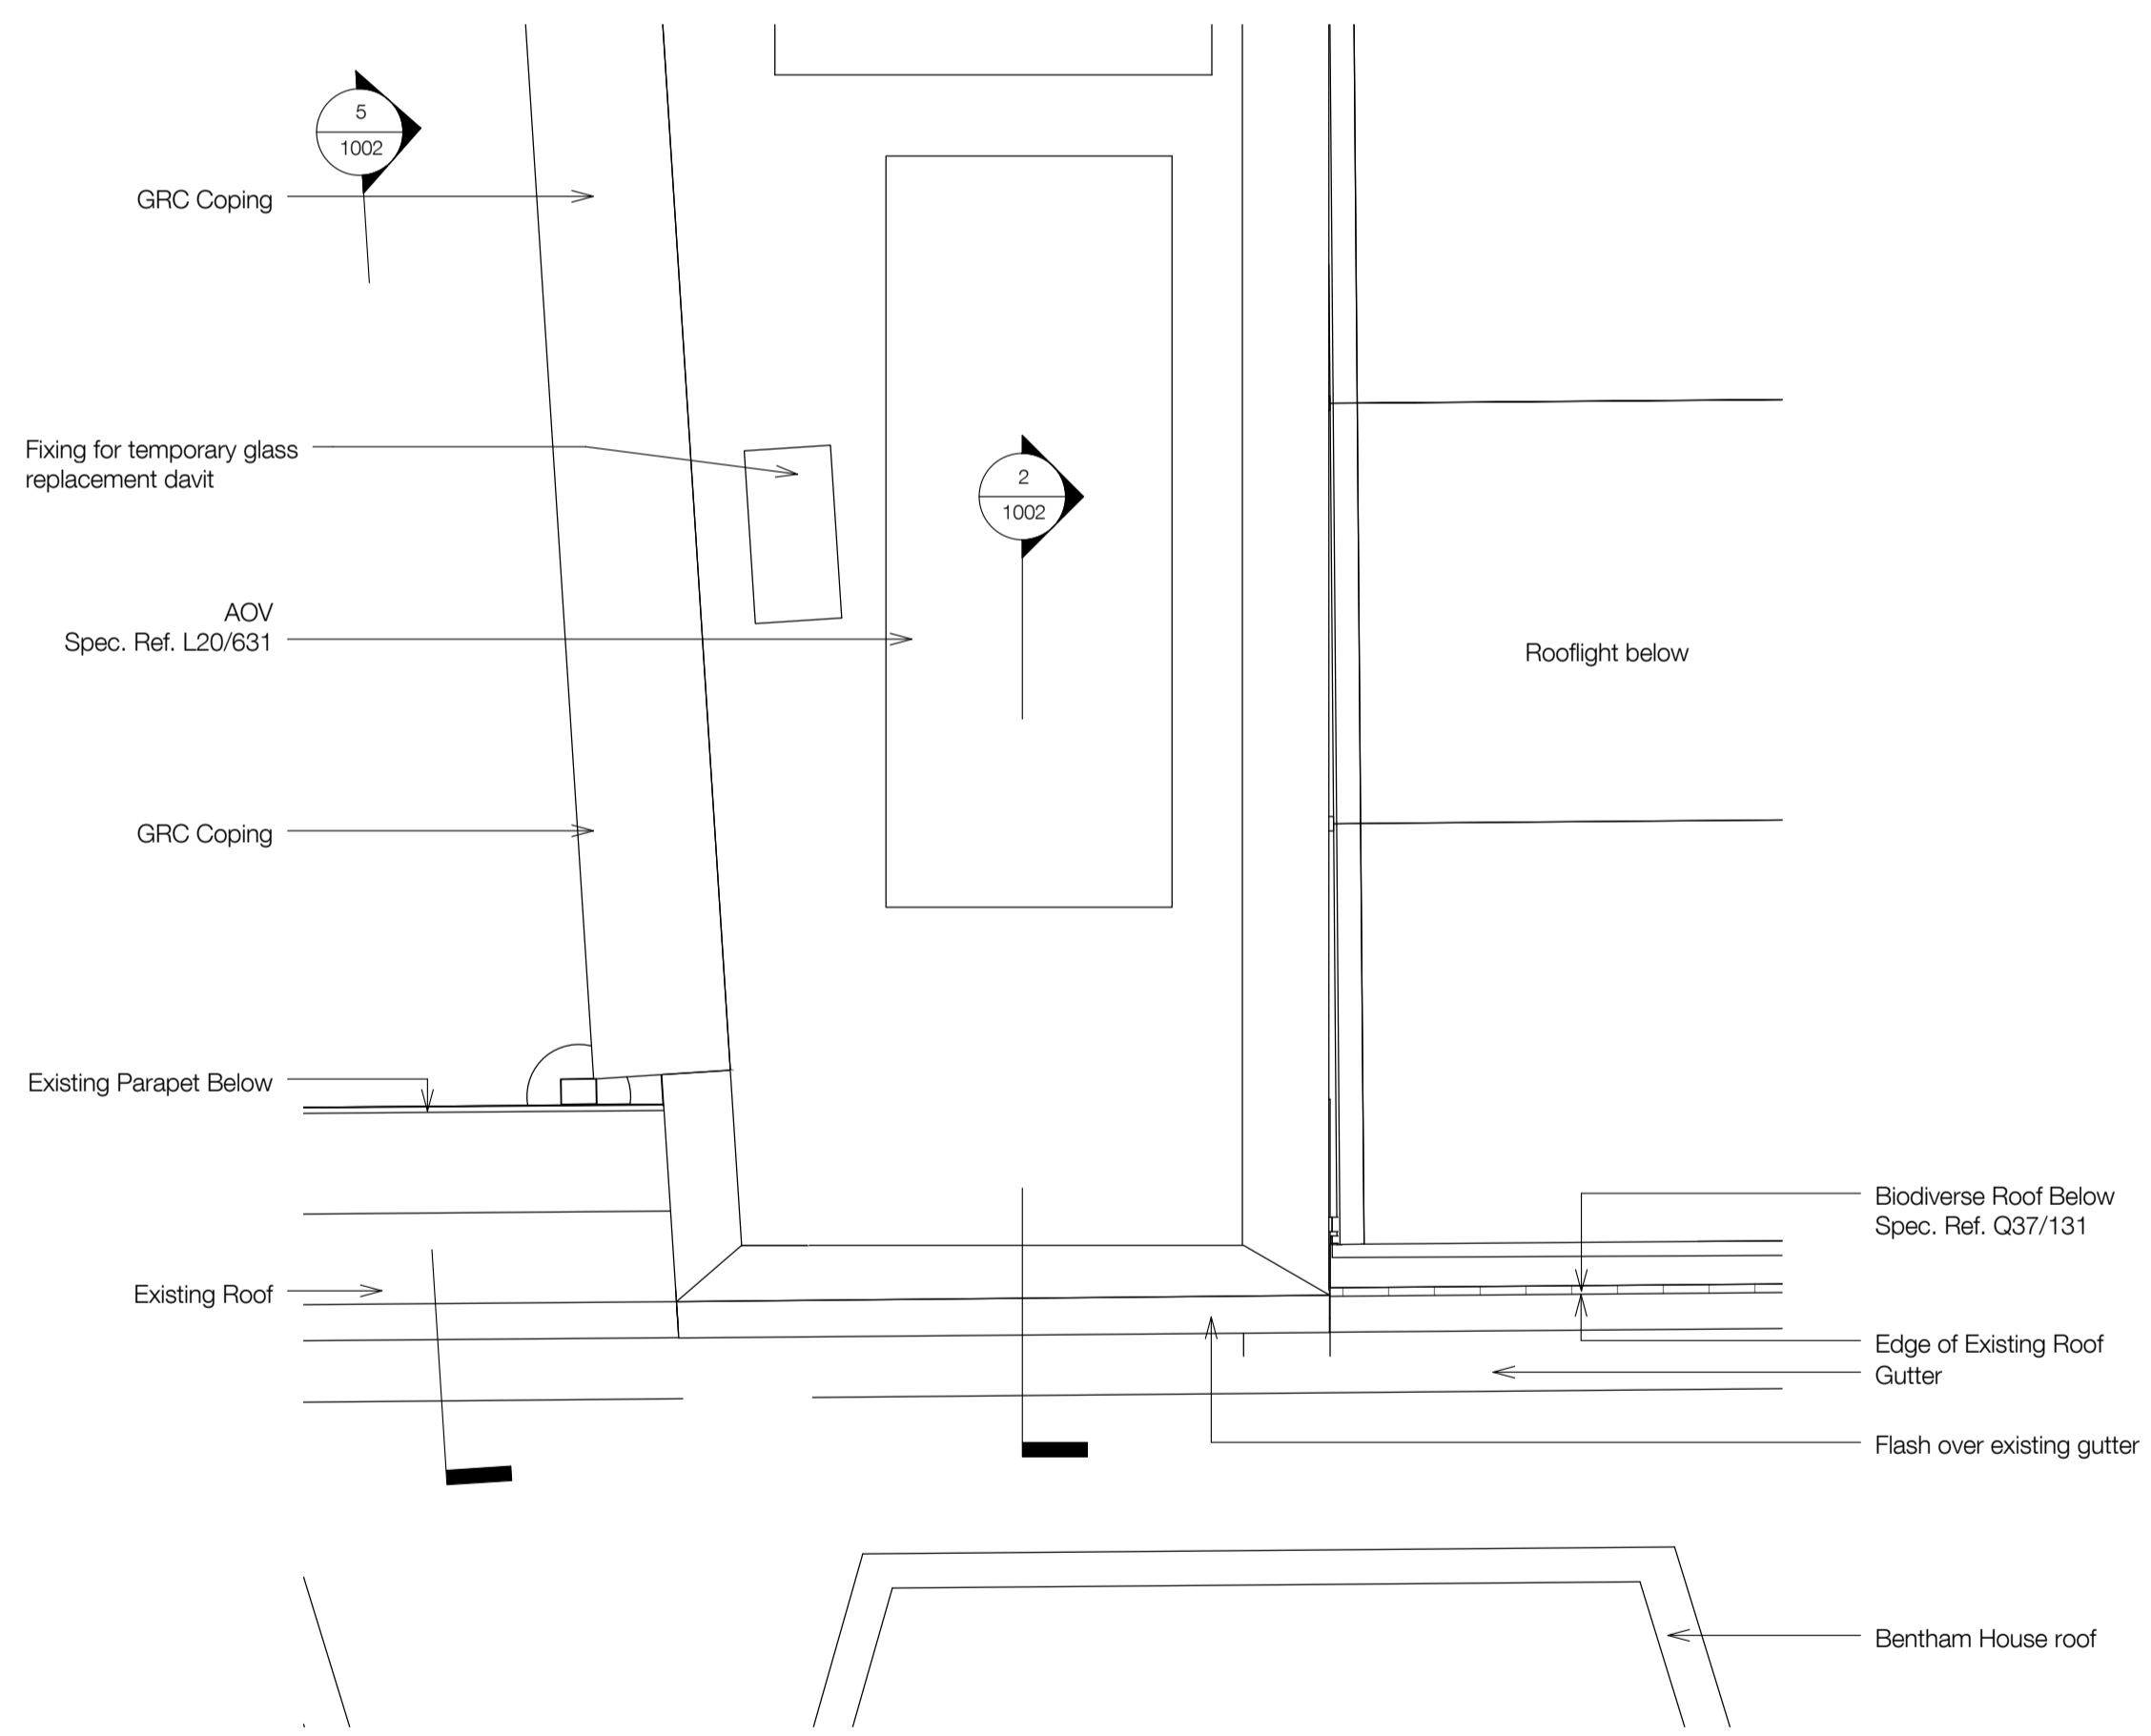 5
1002
GRC Coping
Fixing for temporary glass
replacement davit
2
1002
AOV
Spec. Ref. L20/631
Rooflight below
GRC Coping
Existing Parapet Below
Biodiverse Roof Below
Spec. Ref. Q37/131
Existing Roof
Edge of Existing Roof
Gutter
Flash over existing gutter
Bentham House roof